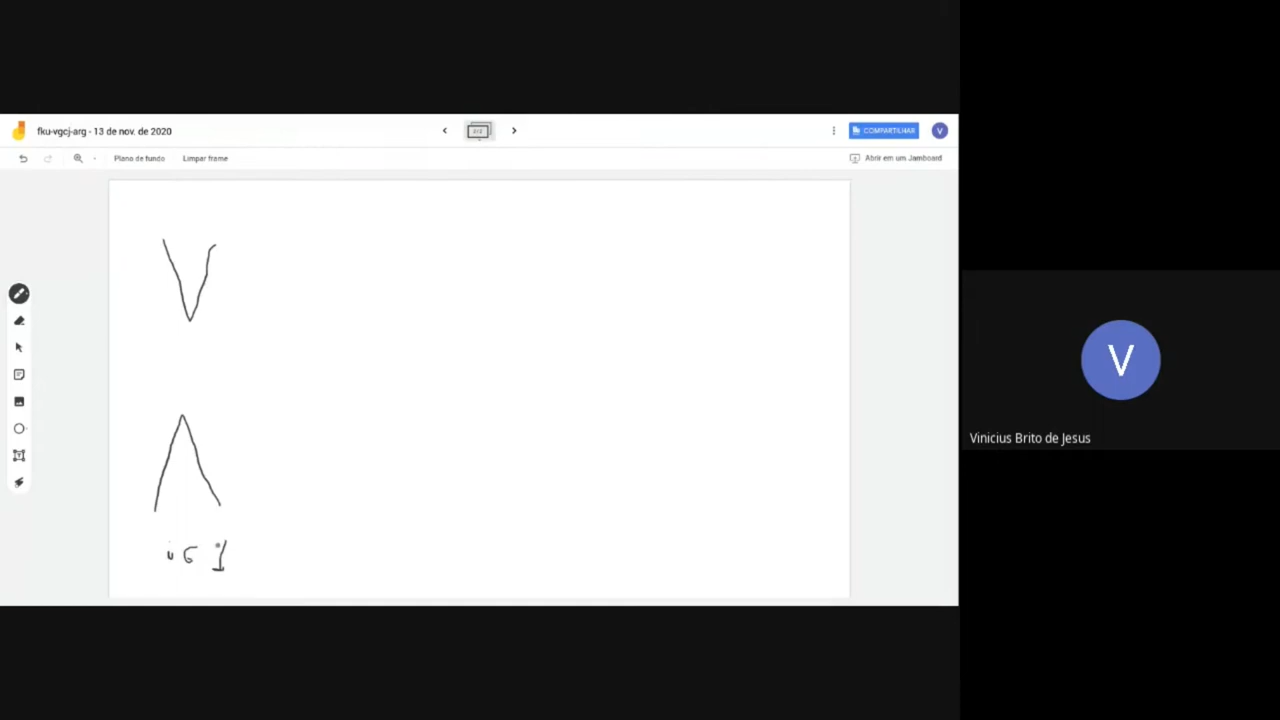 fku-vgcj-arg - 13 de nov. de 2020
COMPARTILHAR
V
Plano de fundo
Limpar frame
Abrir em um Jamboard
V
Λ
V
Vinicius Brito de Jesus